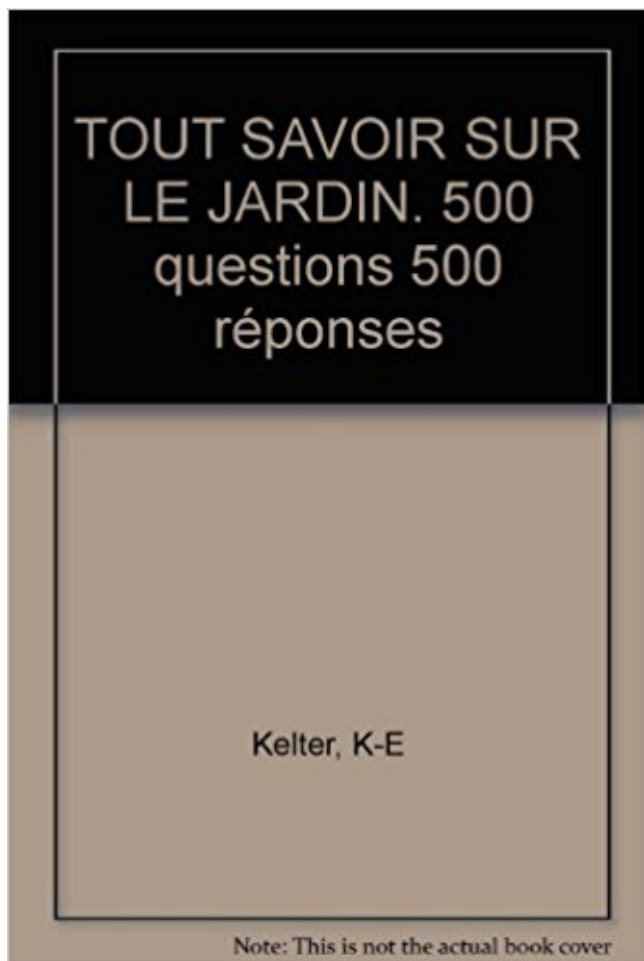 TOUT SAVOIR SUR
LE JARDIN. 500
questions 500
réponses
Kelter, K-E
Note: This is not the actual book cover